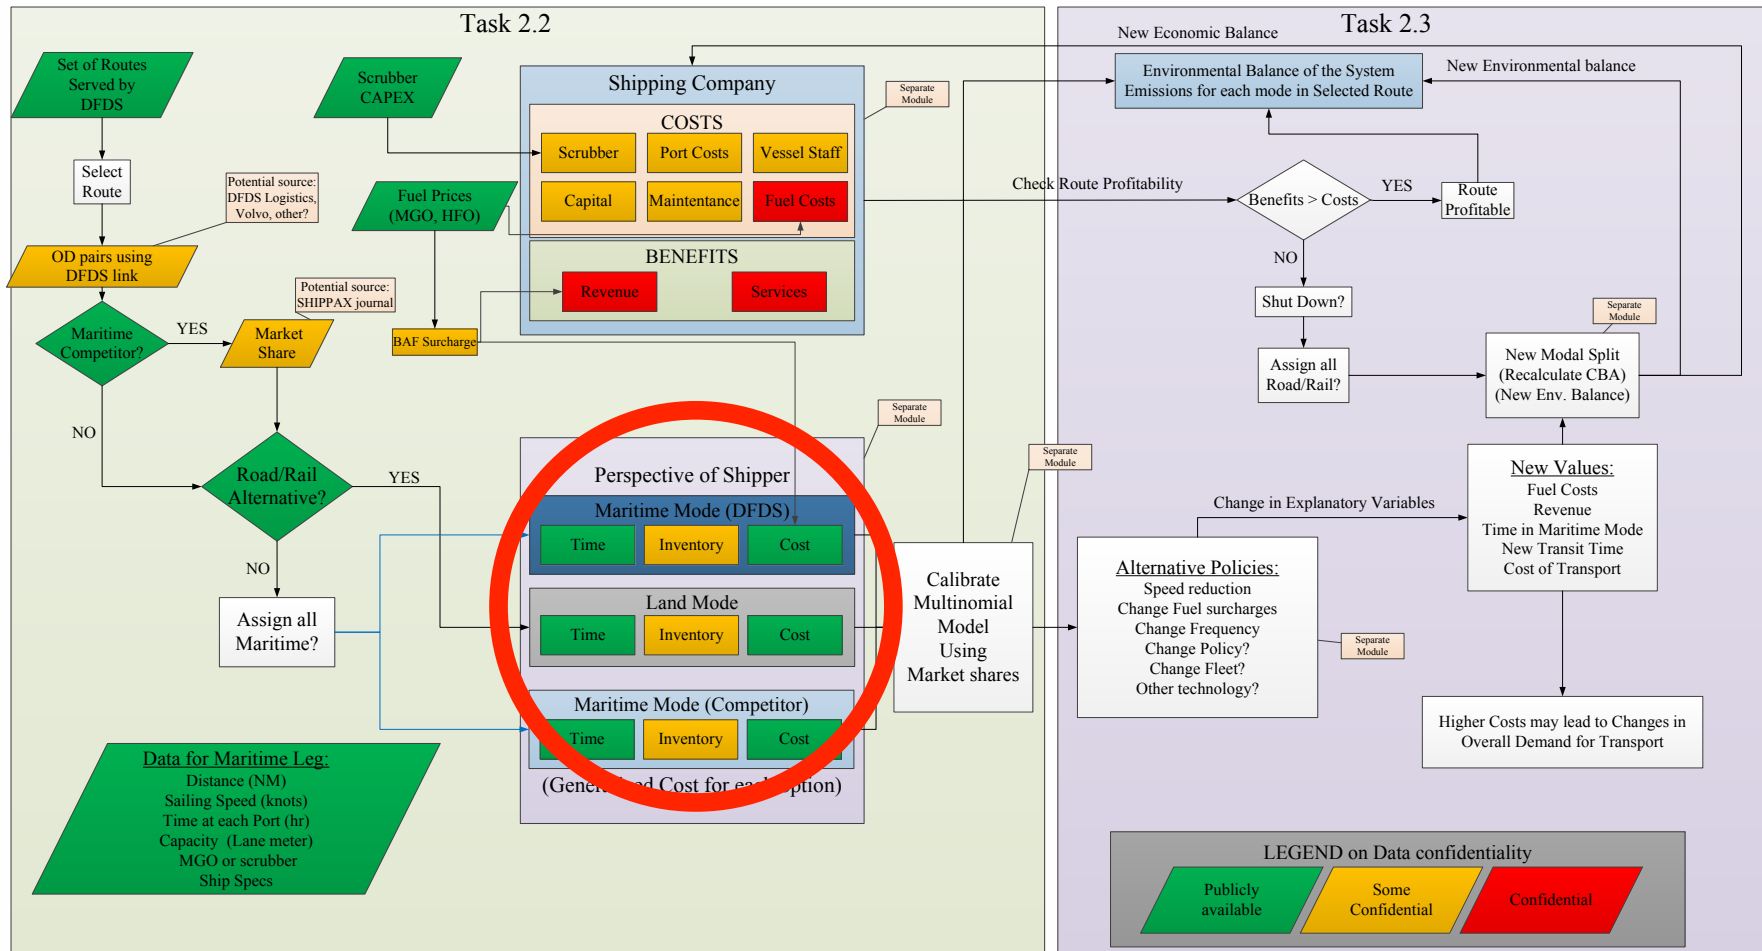 Task 2.2
Set of Routes
Served by
DFDS
Scrubber
CAPEX
Select
Route
Potential source:
DFDS Logistics,
Volvo, other?
Fuel Prices
(MGO, HFO)
OD pairs using
DFDS link
Potential source:
SHIPPAX journal
Maritime
Competitor?
YES
Market
Share
BAF Surcharge
NO
Road/Rail
Alternative?
YES
NO
Assign all
Maritime?
Data for Maritime Leg:
Distance (NM)
Sailing Speed (knots)
Time at each Port (hr)
Capacity (Lane meter)
MGO or scrubber
Ship Specs
Shipping Company
Separate
Module
COSTS
Scrubber
Port Costs
Vessel Staff
Capital
Maintentance
Fuel Costs
BENEFITS
Revenue
Services
Separate
Module
Perspective of Shipper
Maritime Mode (DFDS)
Time
Inventory
Cost
Land Mode
Time
Inventory
Cost
Maritime Mode (Competitor)
Time
Inventory
Cost
Cost for each
Separate
Module
Calibrate
Multinomial
Model
Using
Market shares
Task 2.3
New Economic Balance
Environmental Balance of the System
Emissions for each mode in Selected Route
New Environmental balance
Check Route Profitability
Benefits > Costs
YES
Route
Profitable
NO
Shut Down?
Assign all
Road/Rail?
Separate
Module
New Modal Split
(Recalculate CBA)
(New Env. Balance)
Change in Explanatory Variables
New Values:
Fuel Costs
Revenue
Time in Maritime Mode
New Transit Time
Cost of Transport
Alternative Policies:
Speed reduction
Change Fuel surcharges
Change Frequency
Change Policy?
Change Fleet?
Other technology?
Separate
Module
Higher Costs may lead to Changes in
Overall Demand for Transport
LEGEND on Data confidentiality
Publicly
available
Some
Confidential
Confidential